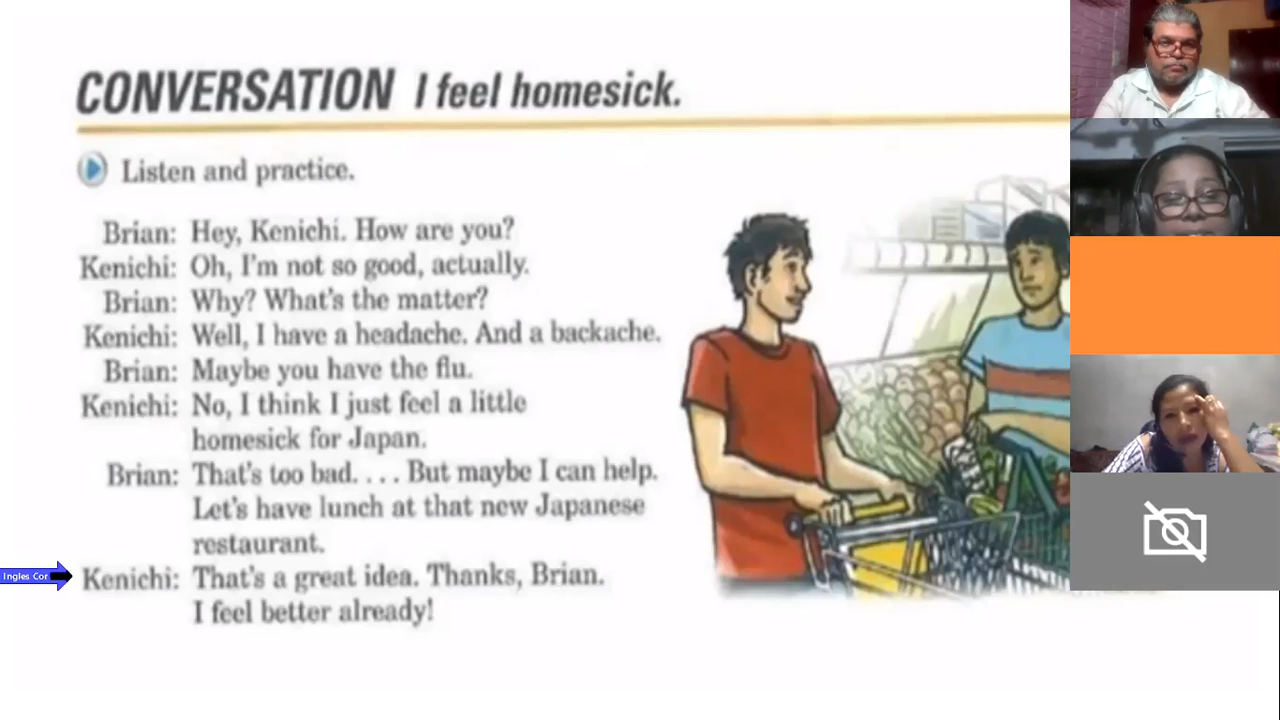 CONVERSATION I feel homesick.
Listen and practice.
Brian: Hey, Kenichi. How are you?
Kenichi: Oh, I'm not so good, actually.
Brian: Why? What's the matter?
Kenichi: Well, I have a headache. And a backache.
Brian: Maybe you have the flu.
Kenichi: No, I think I just feel a little
homesick for Japan.
Brian: That's too bad. . . . But maybe I can help.
Let's have lunch at that new Japanese
restaurant.
Ingles Cor
Kenichi: That's a great idea. Thanks, Brian.
I feel better already!